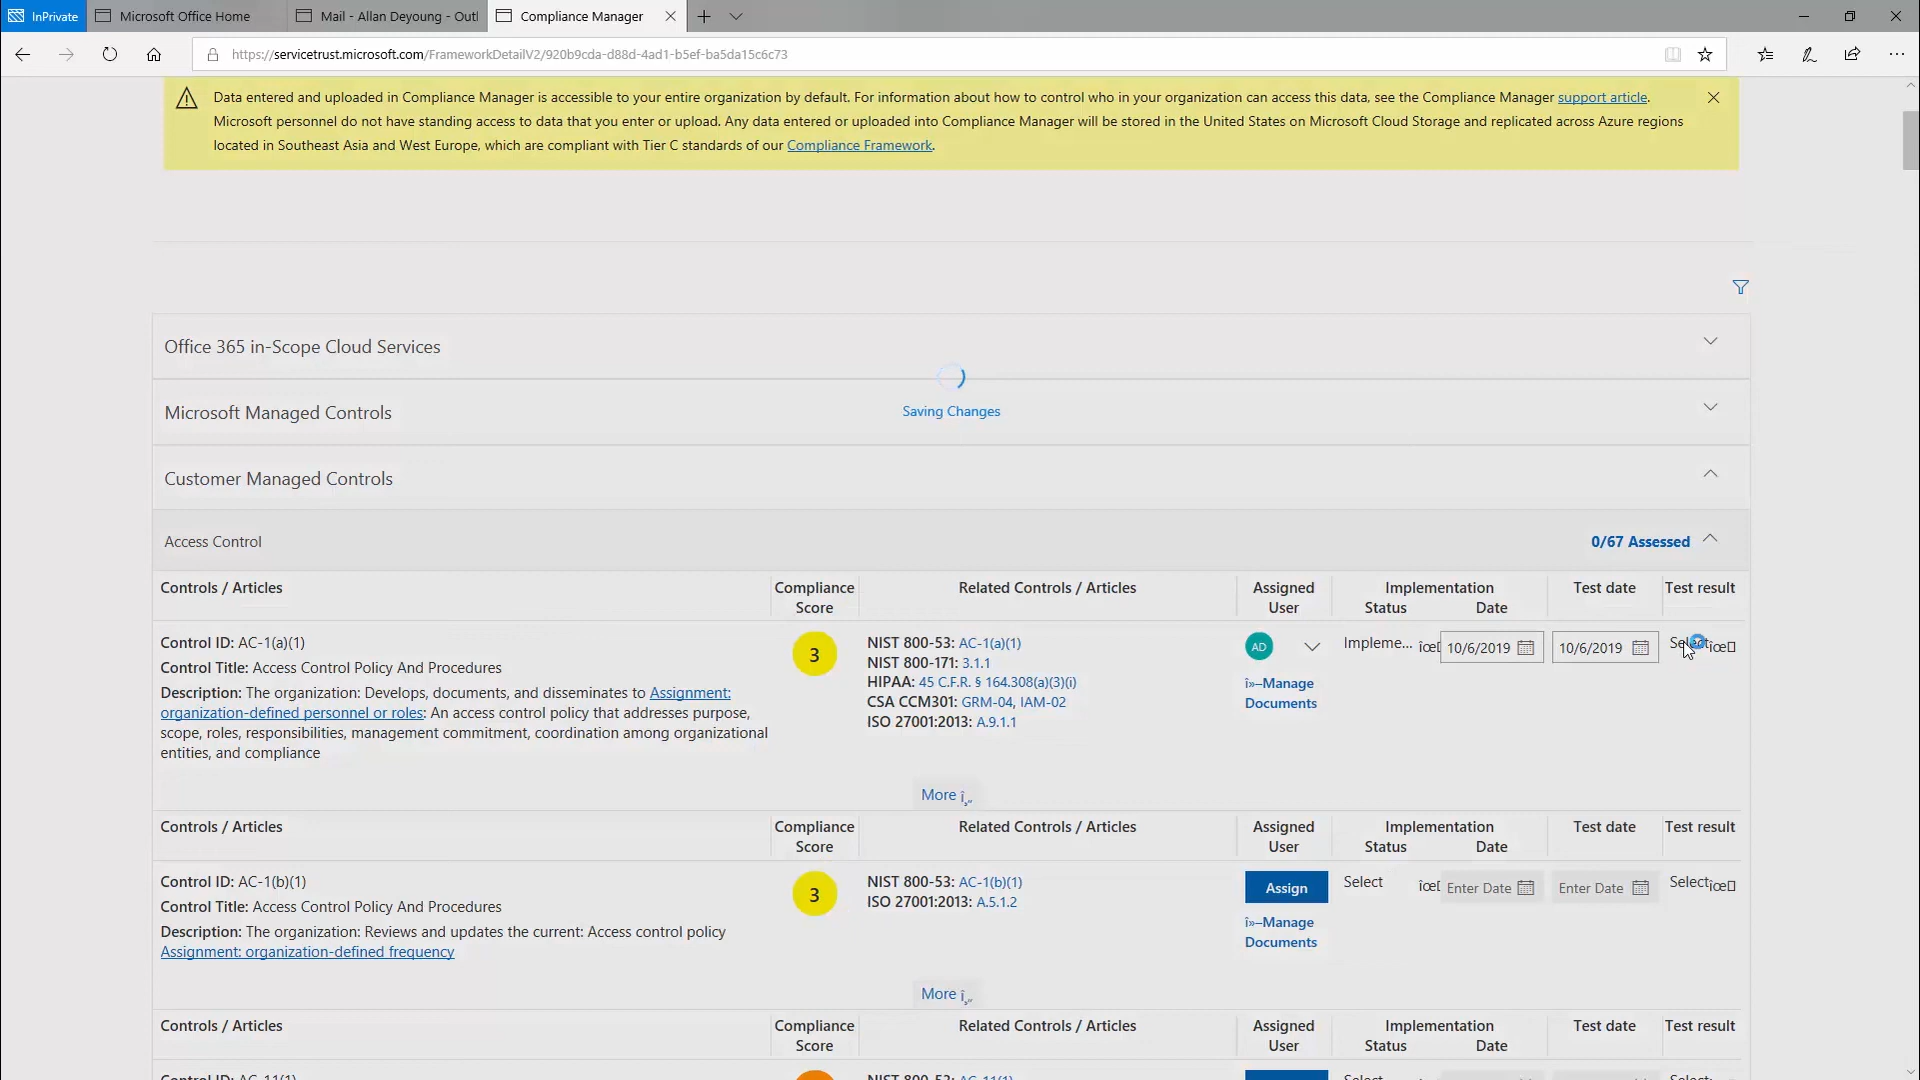 InPrivate
Microsoft Office Home
Mail - Allan Deyoung - Outl
Compliance Manager
https://servicetrust.microsoft.com/FrameworkDetailV2/920b9cda-d88d-4ad1-b5ef-ba5da15c6c73
Data entered and uploaded in Compliance Manager is accessible to your entire organization by default. For information about how to control who in your organization can access this data, see the Compliance Manager support article.
Microsoft personnel do not have standing access to data that you enter or upload. Any data entered or uploaded into Compliance Manager will be stored in the United States on Microsoft Cloud Storage and replicated across Azure regions
located in Southeast Asia and West Europe, which are compliant with Tier C standards of our Compliance Framework.
Office 365 in-Scope Cloud Services
Saving Changes
Microsoft Managed Controls
Customer Managed Controls
Access Control
0/67 Assessed
Controls / Articles
Compliance
Score
Related Controls / Articles
Assigned
User
Implementation
Status Date
Test date
Test result
Control ID: AC-1(a)(1)
Control Title: Access Control Policy And Procedures
Description: The organization: Develops, documents, and disseminates to Assignment:
organization-defined personnel or roles: An access control policy that addresses purpose,
scope, roles, responsibilities, management commitment, coordination among organizational
entities, and compliance
3
NIST 800-53: AC-1(a)(1)
NIST 800-171: 3.1.1
HIPAA: 45 C.F.R. § 164.308(a)(3)(i)
CSA CCM301: GRM-04, IAM-02
ISO 27001:2013: A.9.1.1
AD
î»–Manage
Documents
Impleme...
10/6/2019
10/6/2019
Select
More
Controls / Articles
Compliance
Score
Related Controls / Articles
Assigned
User
Implementation
Status Date
Test date
Test result
Control ID: AC-1(b)(1)
Control Title: Access Control Policy And Procedures
Description: The organization: Reviews and updates the current: Access control policy
Assignment: organization-defined frequency
3
NIST 800-53: AC-1(b)(1)
ISO 27001:2013: A.5.1.2
Assign
î»–Manage
Documents
Select
Enter Date
Enter Date
Select
More
Controls / Articles
Compliance
Score
Related Controls / Articles
Assigned
User
Implementation
Status Date
Test date
Test result
Control ID: AC-11(1)
NIST 800-53: AC-11(1)
Select
Select